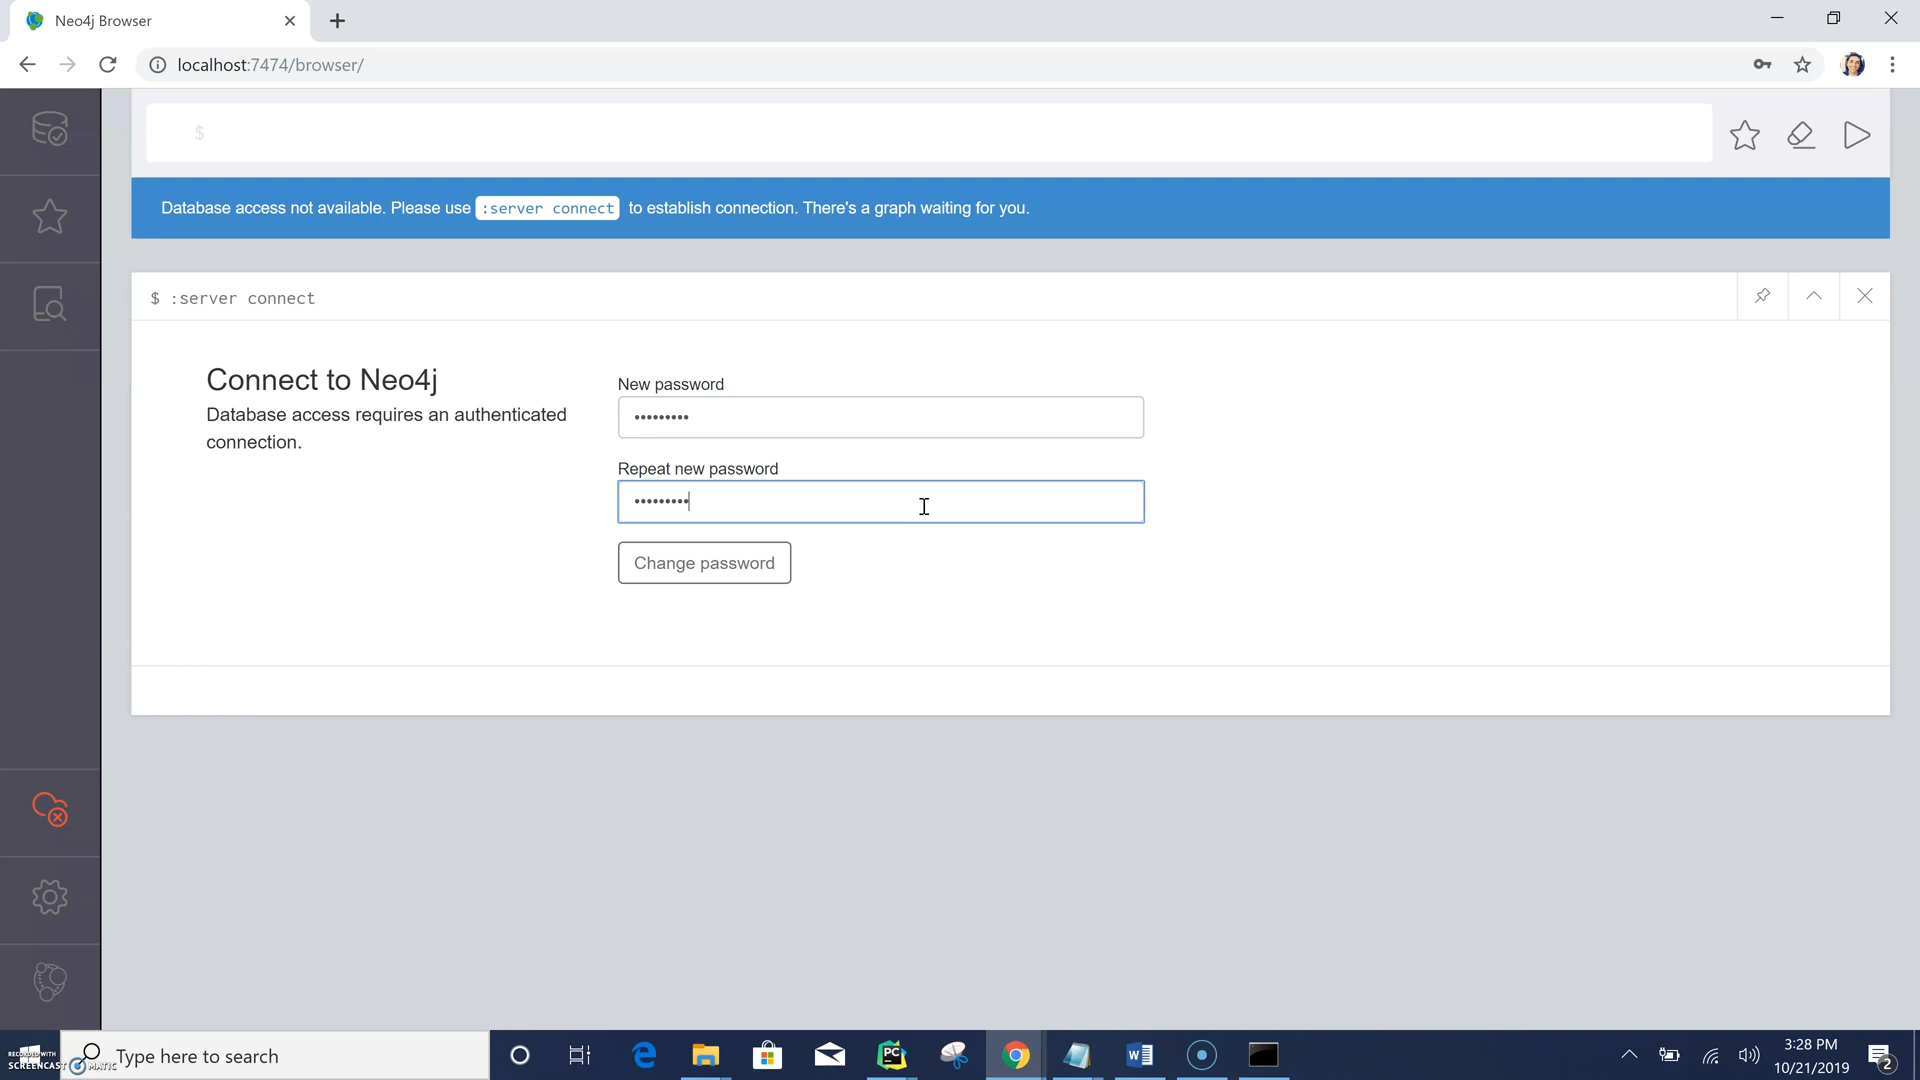 Neo4j Browser
localhost:7474/browser/
$
Database access not available. Please use :server connect to establish connection. There's a graph waiting for you.
$ :server connect
Connect to Neo4j
Database access requires an authenticated
connection.
New password
•••••••••
Repeat new password
•••••••••
Change password
RECORDED WITH
SCREENCAST MATIC
Type here to search
PC
W
3:28 PM
10/21/2019
2